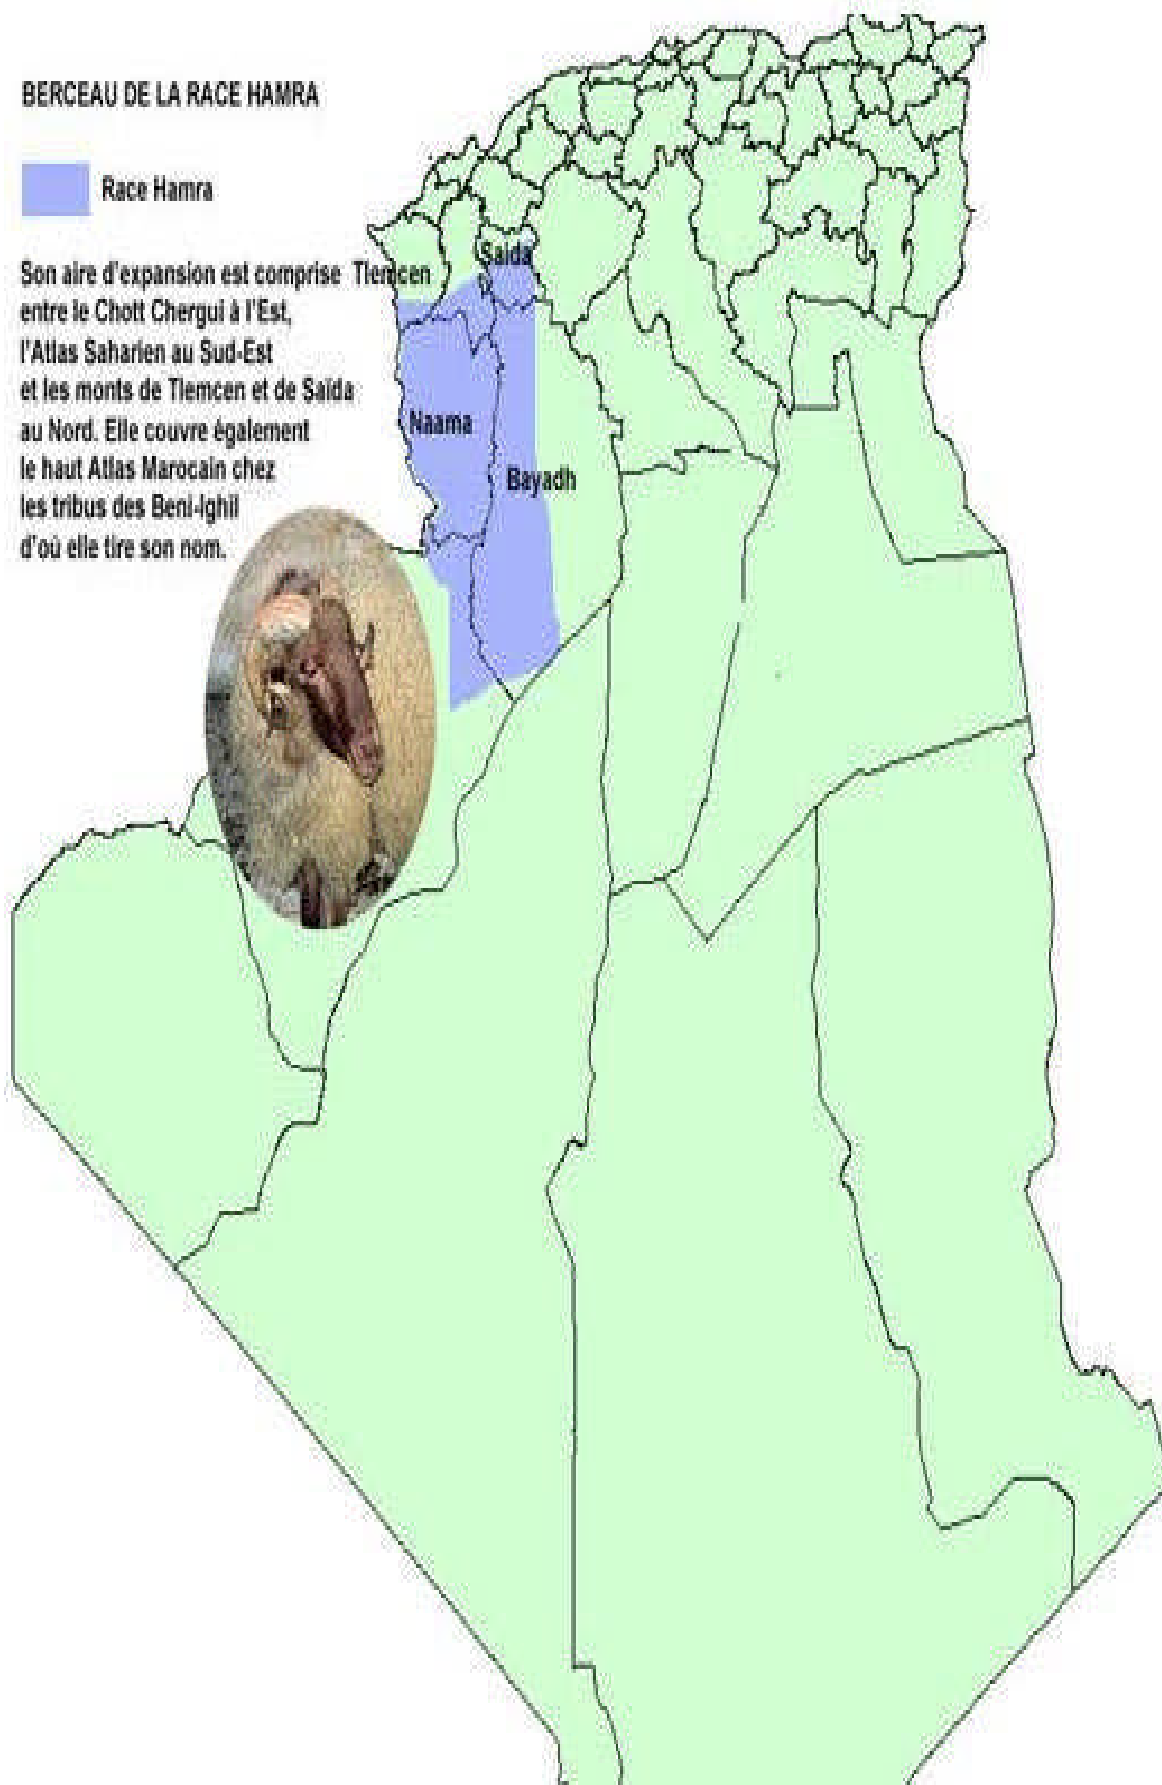 BERCEAU DE LA RACE HAMRA
Race Hamra
Son aire d'expansion est comprise
entre le Chott Chergui à l'Est,
l'Atlas Saharien au Sud-Est
et les monts de Tlemcen et de Saïda
au Nord. Elle couvre également
le haut Atlas Marocain chez
les tribus des Beni-Ighil
d'où elle tire son nom.
Saida
Tlemcen
Naama
Bayadh